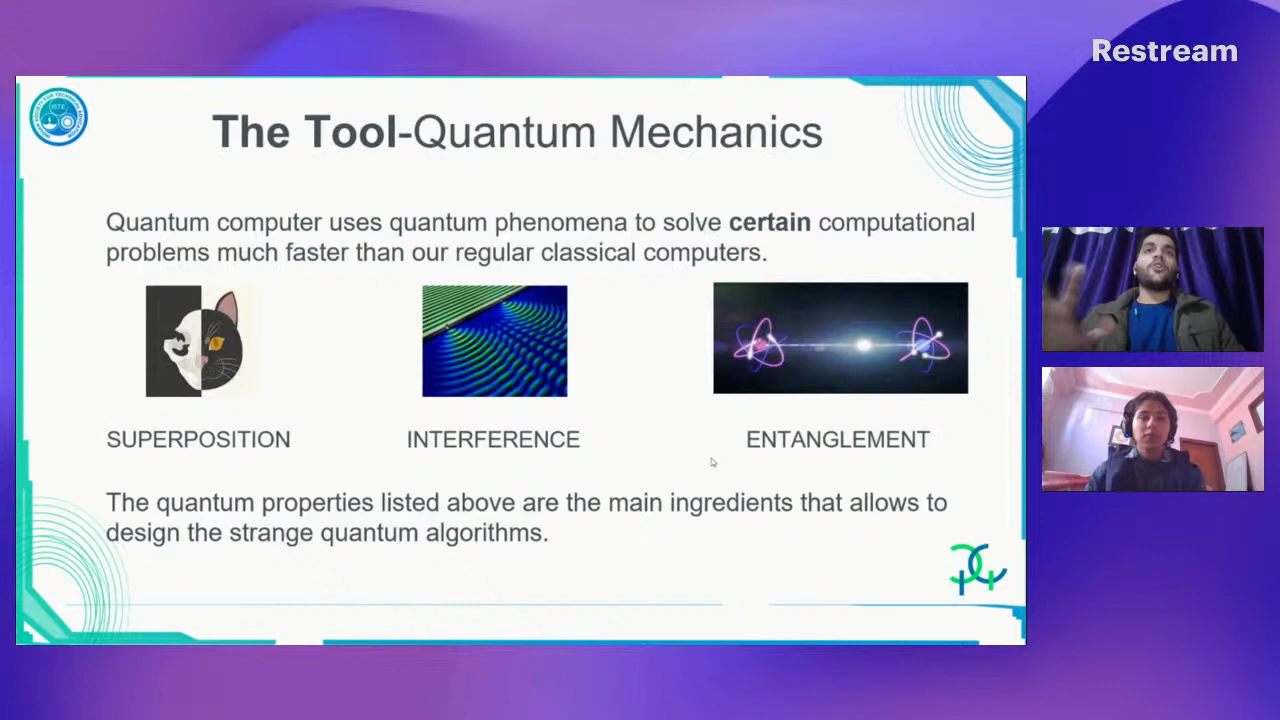 Restream
ISTE
The Tool-Quantum Mechanics
Quantum computer uses quantum phenomena to solve certain computational
problems much faster than our regular classical computers.
SUPERPOSITION
INTERFERENCE
ENTANGLEMENT
The quantum properties listed above are the main ingredients that allows to
design the strange quantum algorithms.